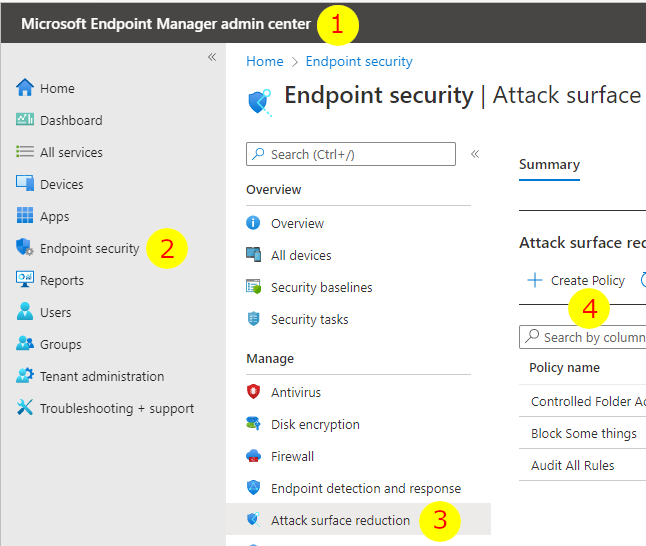 Microsoft Endpoint Manager admin center 1
«
Home
Dashboard
All services
Devices
Apps
Endpoint security 2
Reports
Users
Groups
Tenant administration
Troubleshooting + support
Home > Endpoint security
Endpoint security | Attack surface
Search (Ctrl+/) «
Overview
Overview
All devices
Security baselines
Security tasks
Manage
Antivirus
Disk encryption
Firewall
Endpoint detection and response
Attack surface reduction 3
Summary
Attack surface red
+ Create Policy
4
Search by column
Policy name
Controlled Folder Ac
Block Some things
Audit All Rules